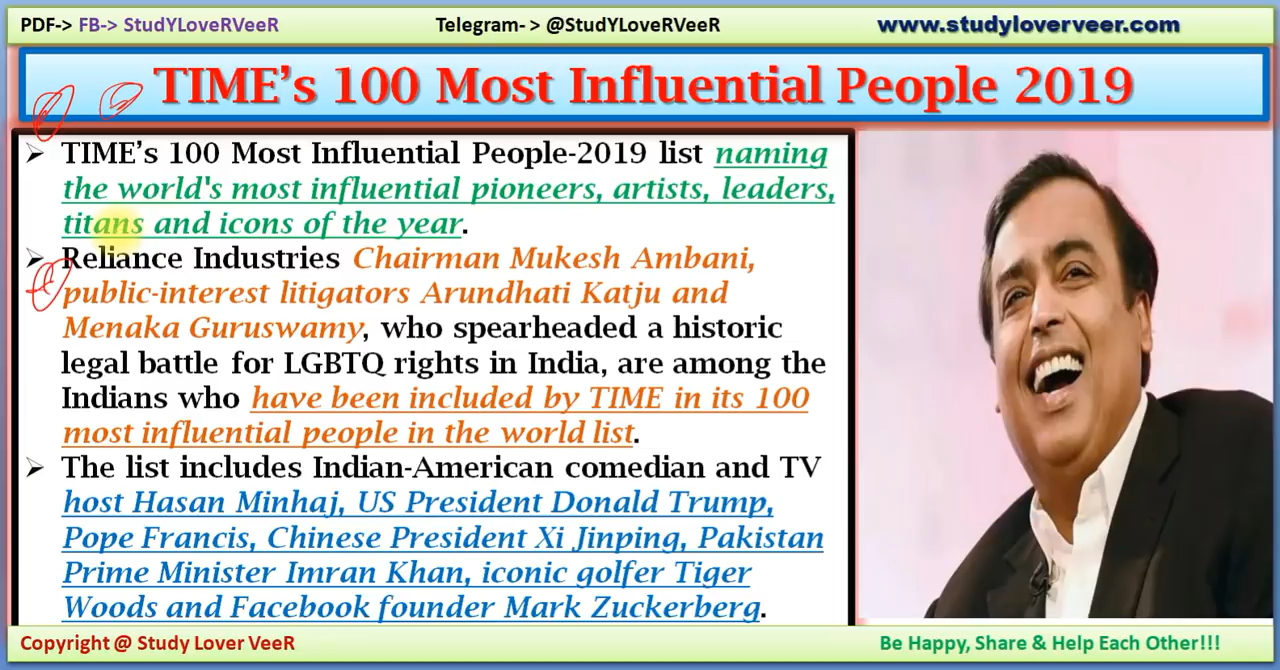 PDF-> FB-> StudYLoveRVeeR Telegram- > @StudYLoveRVeeR www.studyloverveer.com
TIME’s 100 Most Influential People 2019
➤ TIME’s 100 Most Influential People-2019 list naming
the world's most influential pioneers, artists, leaders,
titans and icons of the year.
➤ Reliance Industries Chairman Mukesh Ambani,
public-interest litigators Arundhati Katju and
Menaka Guruswamy, who spearheaded a historic
legal battle for LGBTQ rights in India, are among the
Indians who have been included by TIME in its 100
most influential people in the world list.
➤ The list includes Indian-American comedian and TV
host Hasan Minhaj, US President Donald Trump,
Pope Francis, Chinese President Xi Jinping, Pakistan
Prime Minister Imran Khan, iconic golfer Tiger
Woods and Facebook founder Mark Zuckerberg.
Copyright @ Study Lover VeeR Be Happy, Share & Help Each Other!!!